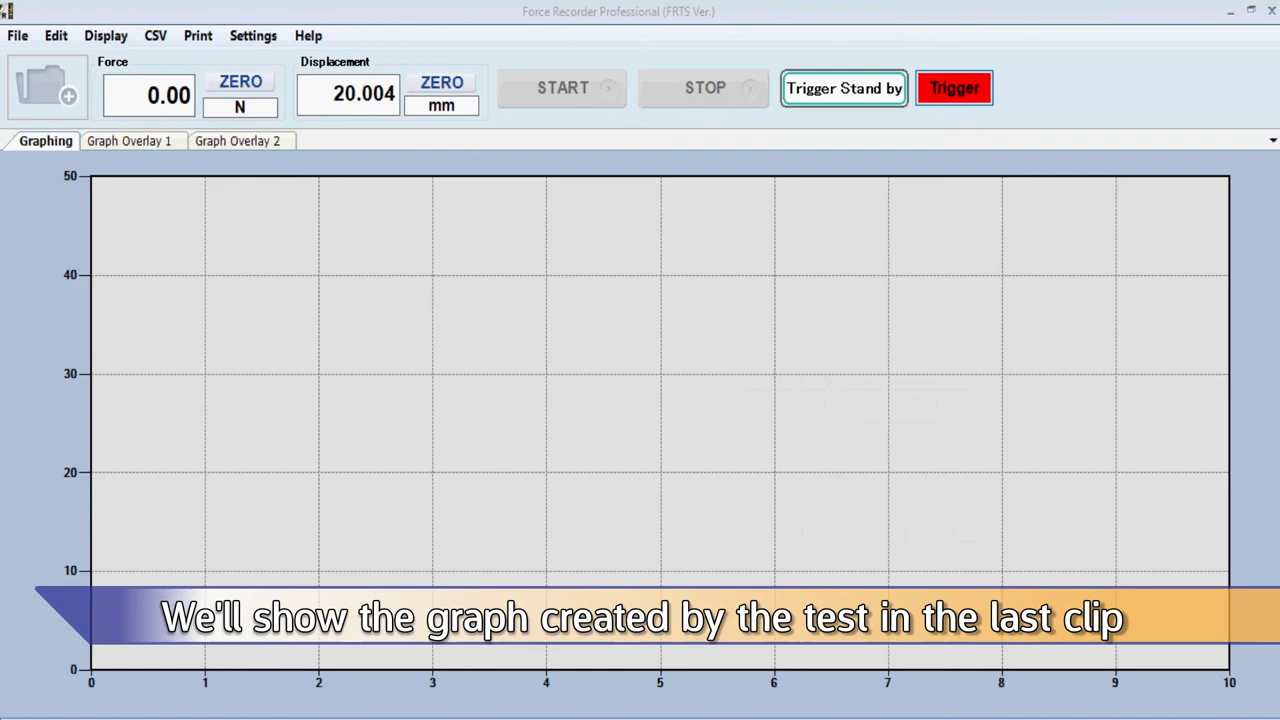 Force Recorder Professional (FRTS Ver.)
File Edit Display CSV Print Settings Help
Force
0.00
ZERO
N
Displacement
20.004
ZERO
mm
START
STOP
Trigger Stand by
Trigger
Graphing Graph Overlay 1 Graph Overlay 2
50
40
30
20
10
0
We'll show the graph created by the test in the last clip
0 1 2 3 4 5 6 7 8 9 10